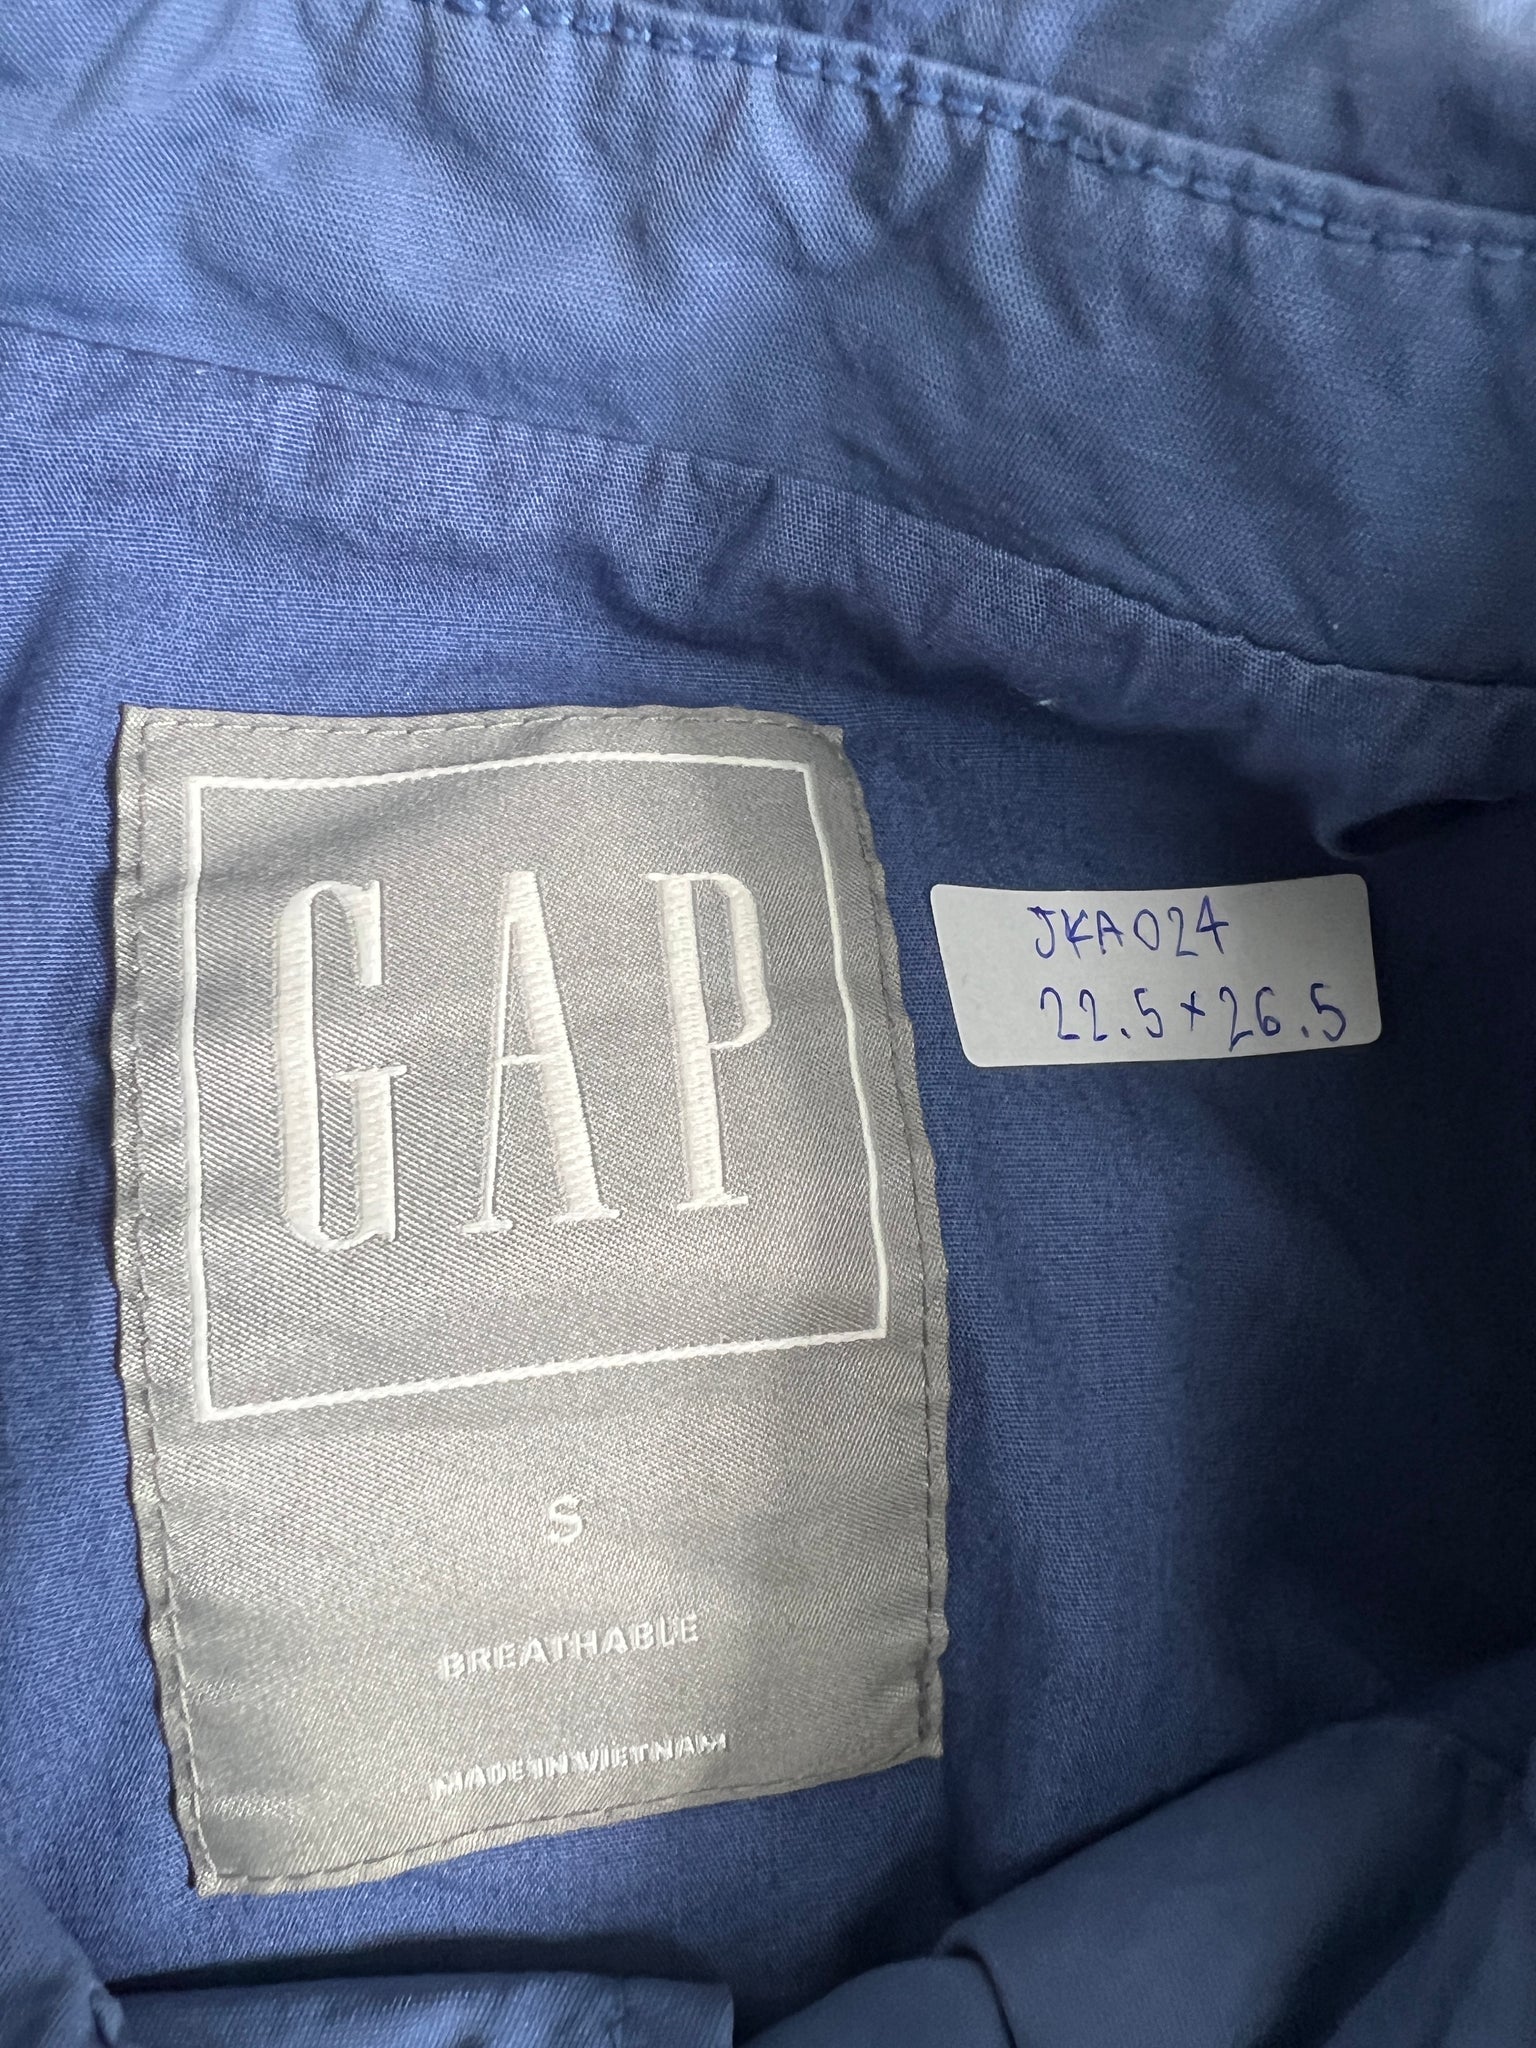 GAP
JKA024
22.5 x 26.5
S
BREATHABLE
MADE IN VIETNAM